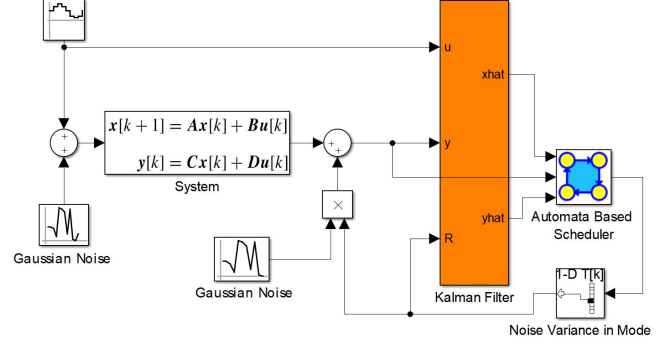 u
xhat
x[k + 1] = Ax[k] + Bu[k]
y[k] = Cx[k] + Du[k]
+
+
++
y
System
×
yhat
Automata Based
Scheduler
R
Gaussian Noise
Gaussian Noise
Kalman Filter
1-D T[k]
Noise Variance in Mode